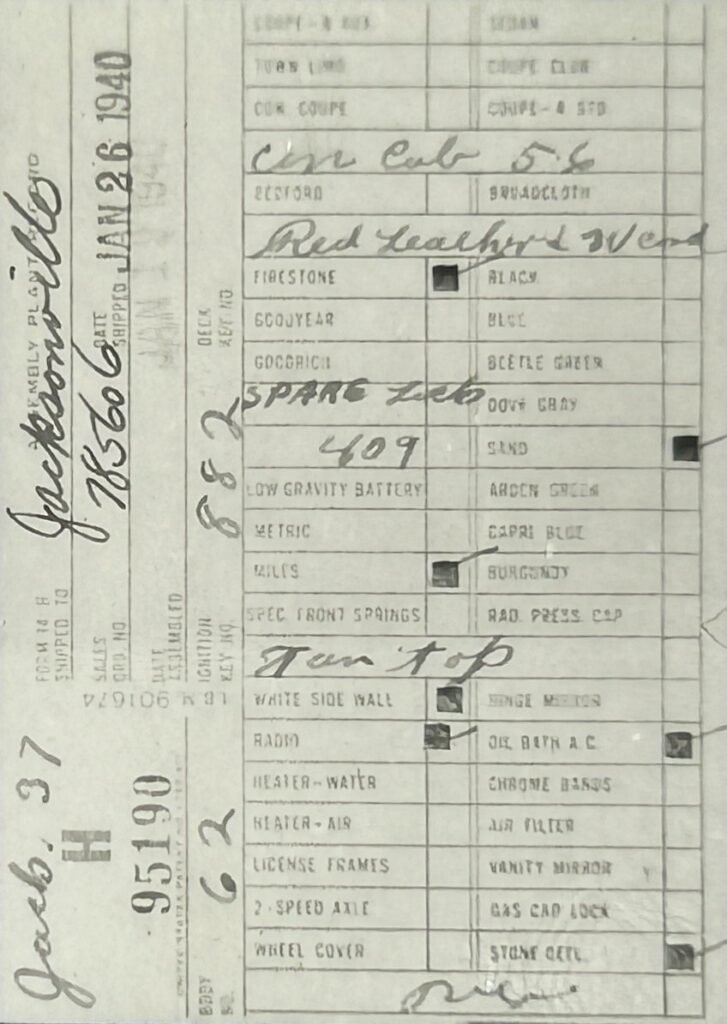 COUPE-4
SEDAN
TOWN LIMO
COUPE CLUB
CON COUPE
COUPE-4 STD
Con Cab 56
BEDFORD
BROADCLOTH
Red Leather &
FIRESTONE
BLACK
GOODYEAR
BLUE
GOODRICH
BEETLE GREEN
SPARE
DOVE GRAY
409
SAND
LOW GRAVITY BATTERY
ARDEN GREEN
METRIC
CAPRI BLUE
MILES
BURGUNDY
SPEC FRONT SPRINGS
RAD. PRESS. CAP
Tan top
WHITE SIDE WALL
HINGE MIRROR
RADIO
OIL BATH A.C.
HEATER-WATER
CHROME BANDS
HEATER-AIR
AIR FILTER
LICENSE FRAMES
VANITY MIRROR
2-SPEED AXLE
GAS CAP LOCK
WHEEL COVER
STONE DEFL.
Jack. 37
FORM 14 H
SHIPPED TO
Jacksonville
ASSEMBLY PLANT
H
SALES
ORD. NO.
785606
DATE
SHIPPED
JAN 26 1940
95190
DATE
ASSEMBLED
BODY
NO.
62
IGNITION
KEY NO.
882
DECK
KEY NO.